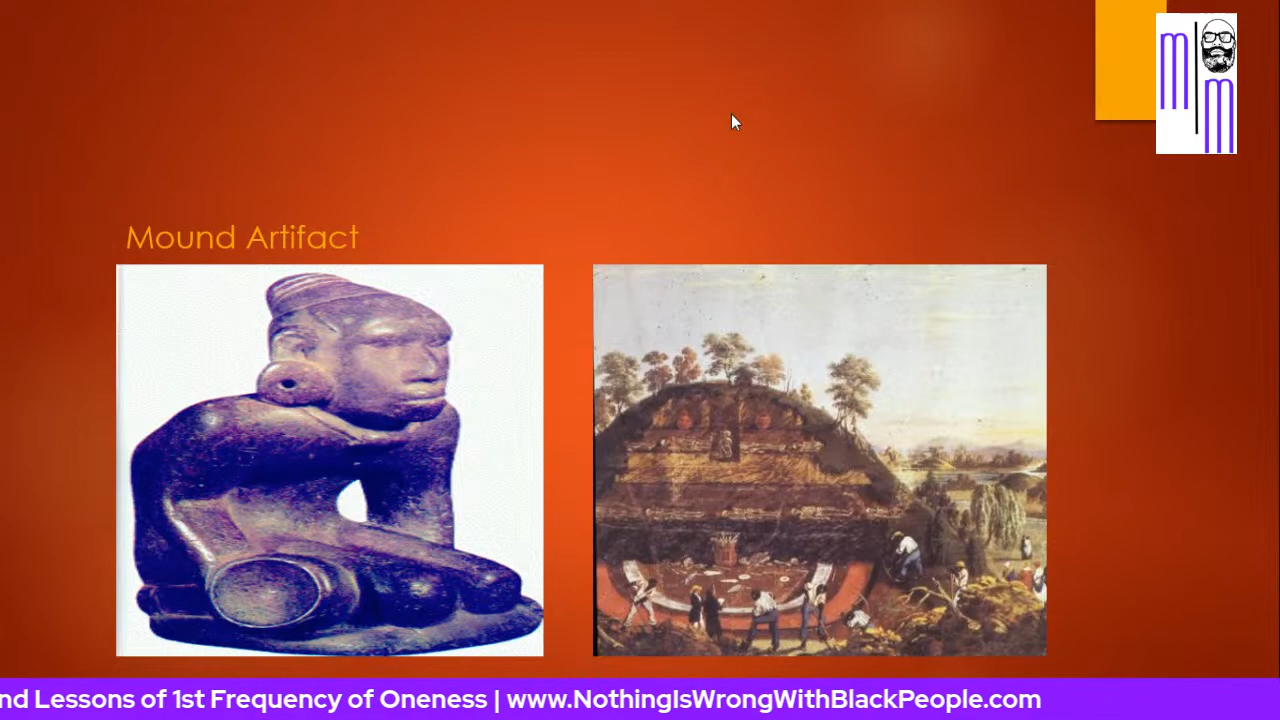 m
m
Mound Artifact
nd Lessons of 1st Frequency of Oneness | www.NothingIsWrongWithBlackPeople.com